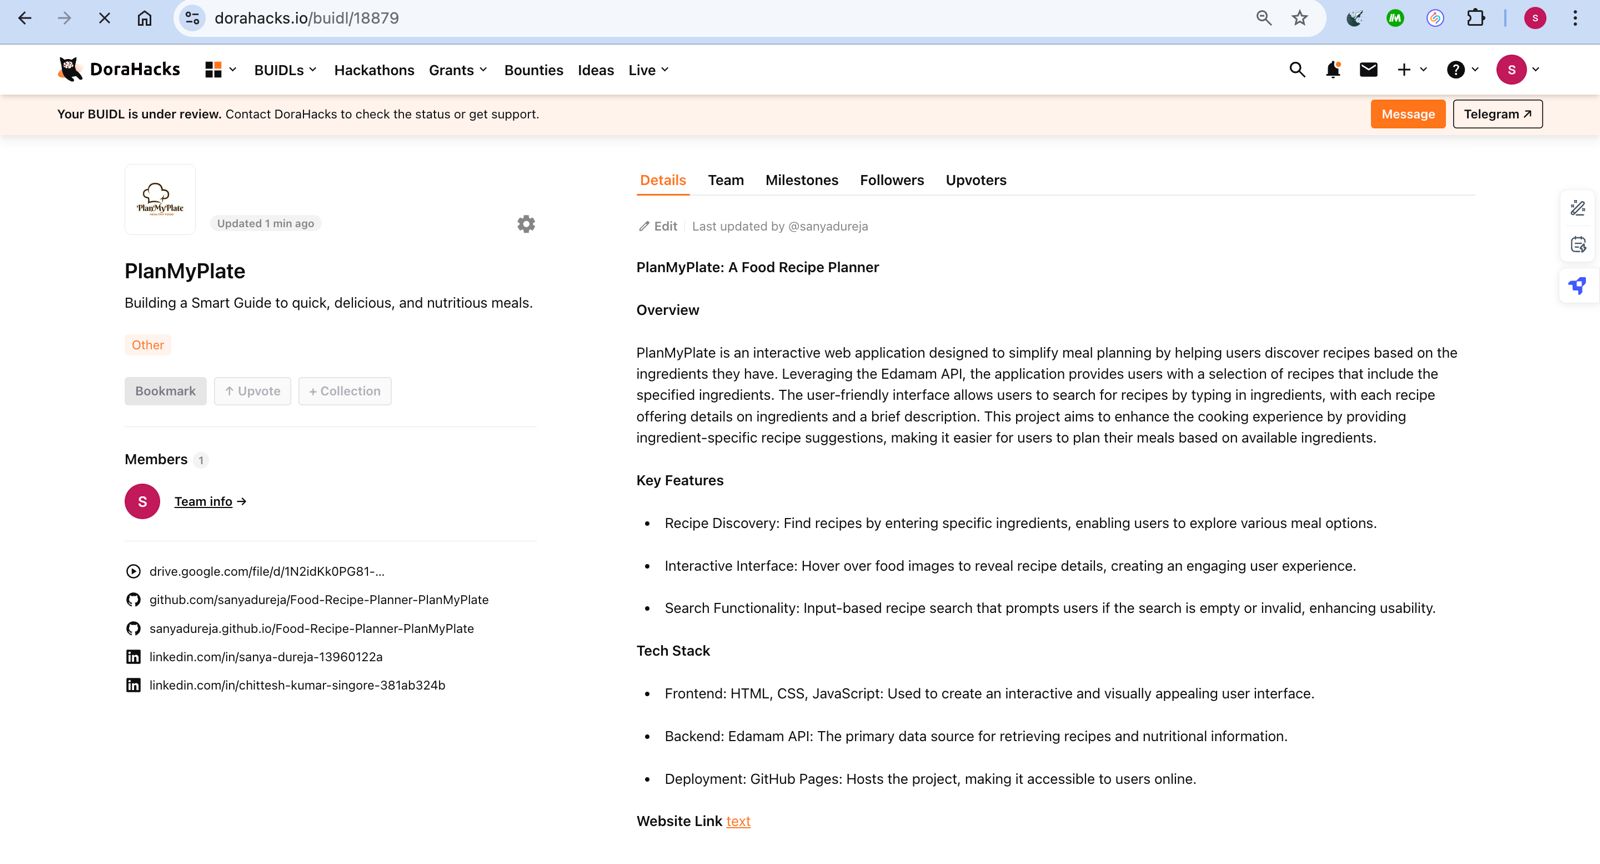 dorahacks.io/buidl/18879
S
DoraHacks
BUIDLs
Hackathons
Grants
Bounties
Ideas
Live
S
Your BUIDL is under review. Contact DoraHacks to check the status or get support.
Message
Telegram
PlanMyPlate
Updated 1 min ago
PlanMyPlate
Building a Smart Guide to quick, delicious, and nutritious meals.
Other
Bookmark
Upvote
+ Collection
Members 1
S
Team info
drive.google.com/file/d/1N2idKk0PG81-...
github.com/sanyadureja/Food-Recipe-Planner-PlanMyPlate
sanyadureja.github.io/Food-Recipe-Planner-PlanMyPlate
linkedin.com/in/sanya-dureja-13960122a
linkedin.com/in/chittesh-kumar-singore-381ab324b
Details
Team
Milestones
Followers
Upvoters
Edit
Last updated by @sanyadureja
PlanMyPlate: A Food Recipe Planner
Overview
PlanMyPlate is an interactive web application designed to simplify meal planning by helping users discover recipes based on the
ingredients they have. Leveraging the Edamam API, the application provides users with a selection of recipes that include the
specified ingredients. The user-friendly interface allows users to search for recipes by typing in ingredients, with each recipe
offering details on ingredients and a brief description. This project aims to enhance the cooking experience by providing
ingredient-specific recipe suggestions, making it easier for users to plan their meals based on available ingredients.
Key Features
• Recipe Discovery: Find recipes by entering specific ingredients, enabling users to explore various meal options.
• Interactive Interface: Hover over food images to reveal recipe details, creating an engaging user experience.
• Search Functionality: Input-based recipe search that prompts users if the search is empty or invalid, enhancing usability.
Tech Stack
• Frontend: HTML, CSS, JavaScript: Used to create an interactive and visually appealing user interface.
• Backend: Edamam API: The primary data source for retrieving recipes and nutritional information.
• Deployment: GitHub Pages: Hosts the project, making it accessible to users online.
Website Link text